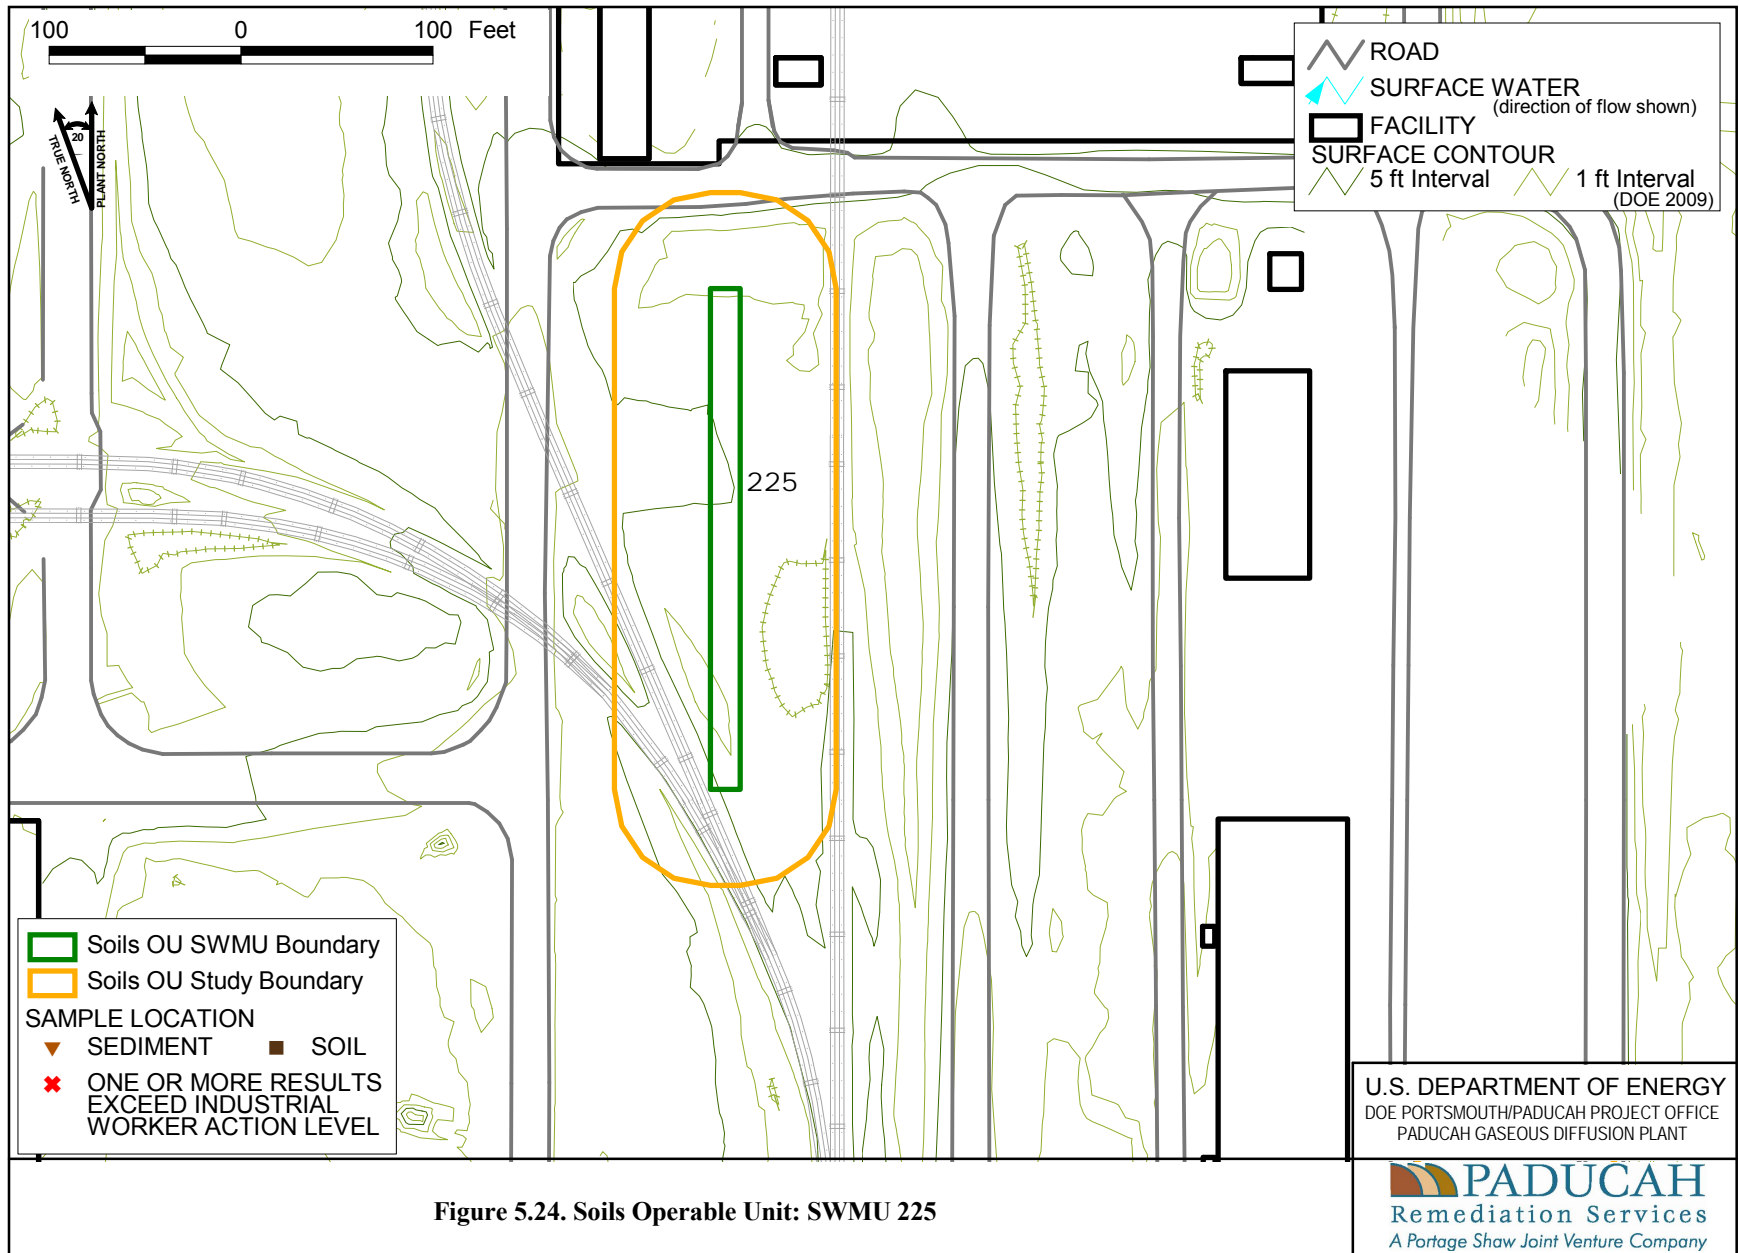 100 0 100 Feet
ROAD
SURFACE WATER
(direction of flow shown)
FACILITY
SURFACE CONTOUR
5 ft Interval 1 ft Interval
(DOE 2009)
20
TRUE NORTH
PLANT NORTH
225
Soils OU SWMU Boundary
Soils OU Study Boundary
SAMPLE LOCATION
SEDIMENT SOIL
ONE OR MORE RESULTS
EXCEED INDUSTRIAL
WORKER ACTION LEVEL
U.S. DEPARTMENT OF ENERGY
DOE PORTSMOUTH/PADUCAH PROJECT OFFICE
PADUCAH GASEOUS DIFFUSION PLANT
PADUCAH
Remediation Services
A Portage Shaw Joint Venture Company
Figure 5.24. Soils Operable Unit: SWMU 225